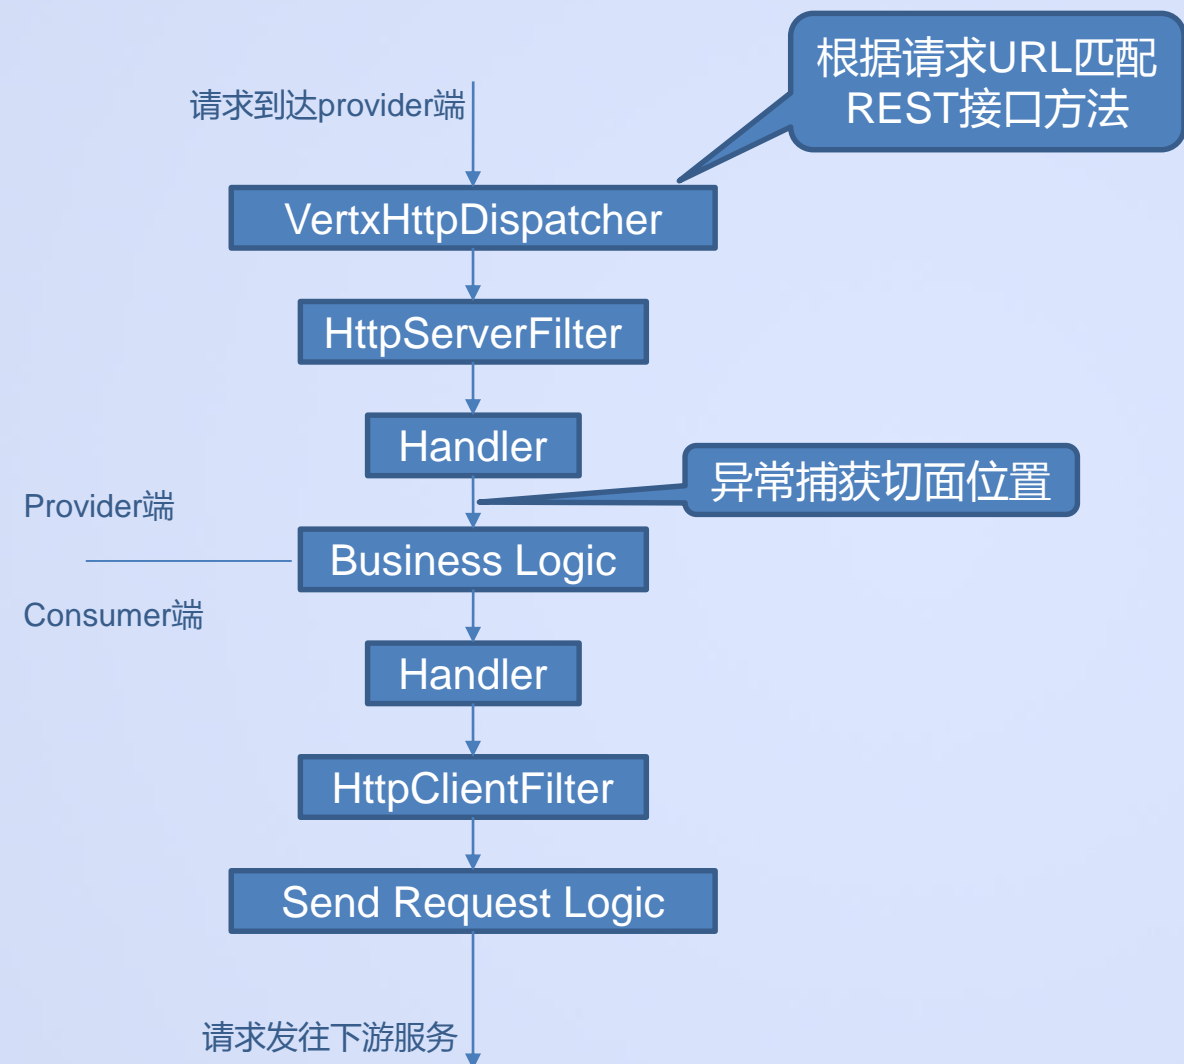 根据请求URL匹配
REST接口方法
请求到达provider端
VertxHttpDispatcher
HttpServerFilter
Handler
异常捕获切面位置
Provider端
Business Logic
Consumer端
Handler
HttpClientFilter
Send Request Logic
请求发往下游服务